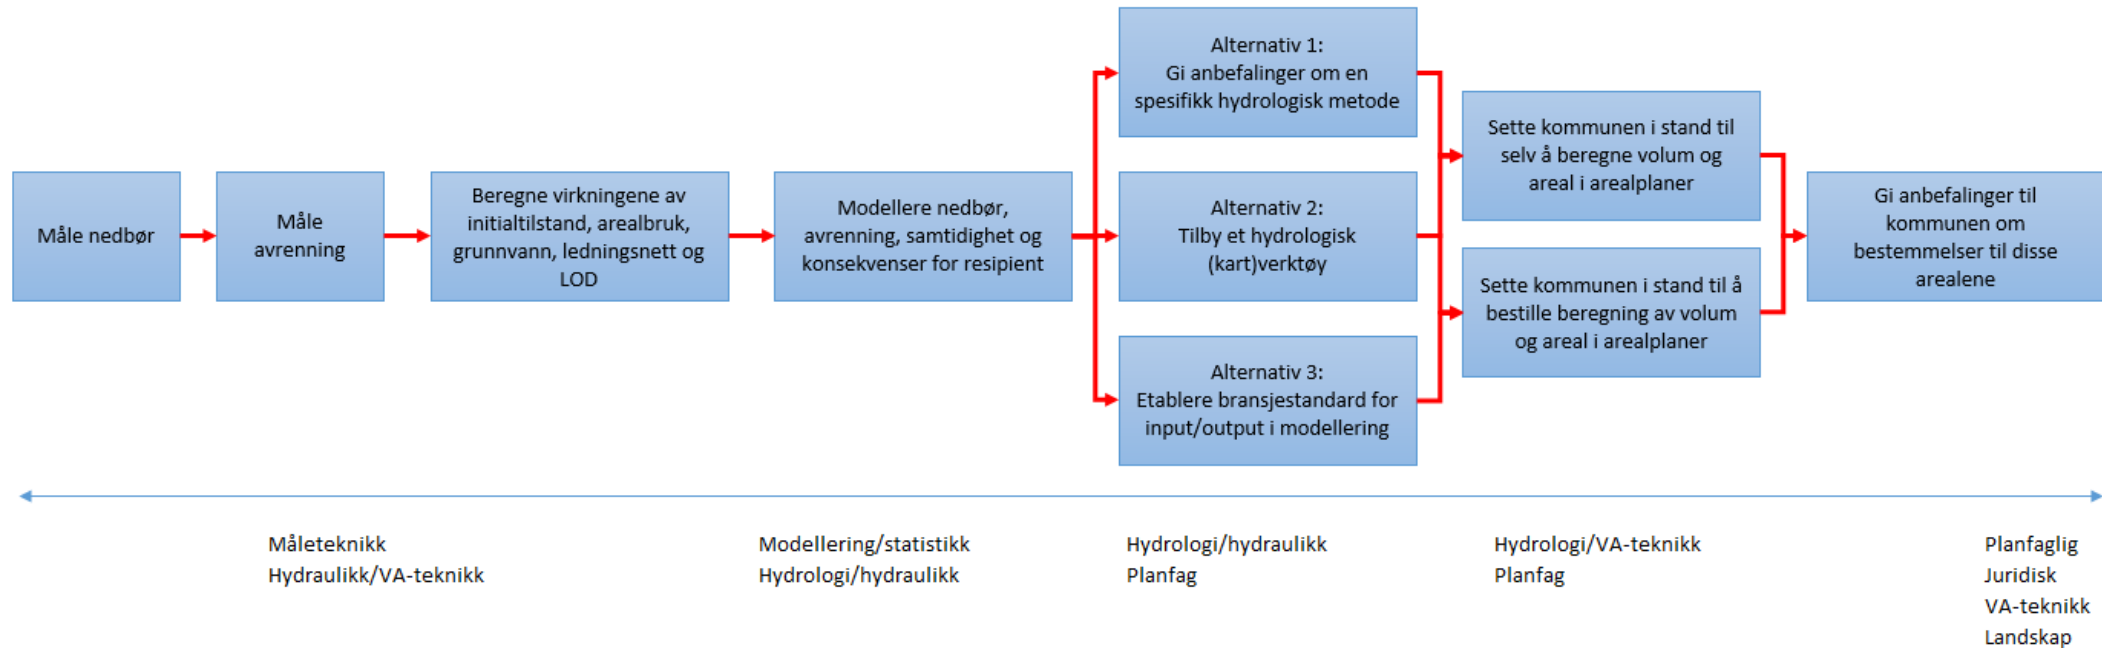 Måle nedbør
Måle
avrenning
Beregne virkningene av
initialtilstand, arealbruk,
grunnvann, ledningsnett og
LOD
Modellere nedbør,
avrenning, samtidighet og
konsekvenser for resipient
Alternativ 1:
Gi anbefalinger om en
spesifikk hydrologisk metode
Alternativ 2:
Tilby et hydrologisk
(kart)verktøy
Alternativ 3:
Etablere bransjestandard for
input/output i modellering
Sette kommunen i stand til
selv å beregne volum og
areal i arealplaner
Sette kommunen i stand til å
bestille beregning av volum
og areal i arealplaner
Gi anbefalinger til
kommunen om
bestemmelser til disse
arealene
Måleteknikk
Hydraulikk/VA-teknikk
Modellering/statistikk
Hydrologi/hydraulikk
Hydrologi/hydraulikk
Planfag
Hydrologi/VA-teknikk
Planfag
Planfaglig
Juridisk
VA-teknikk
Landskap